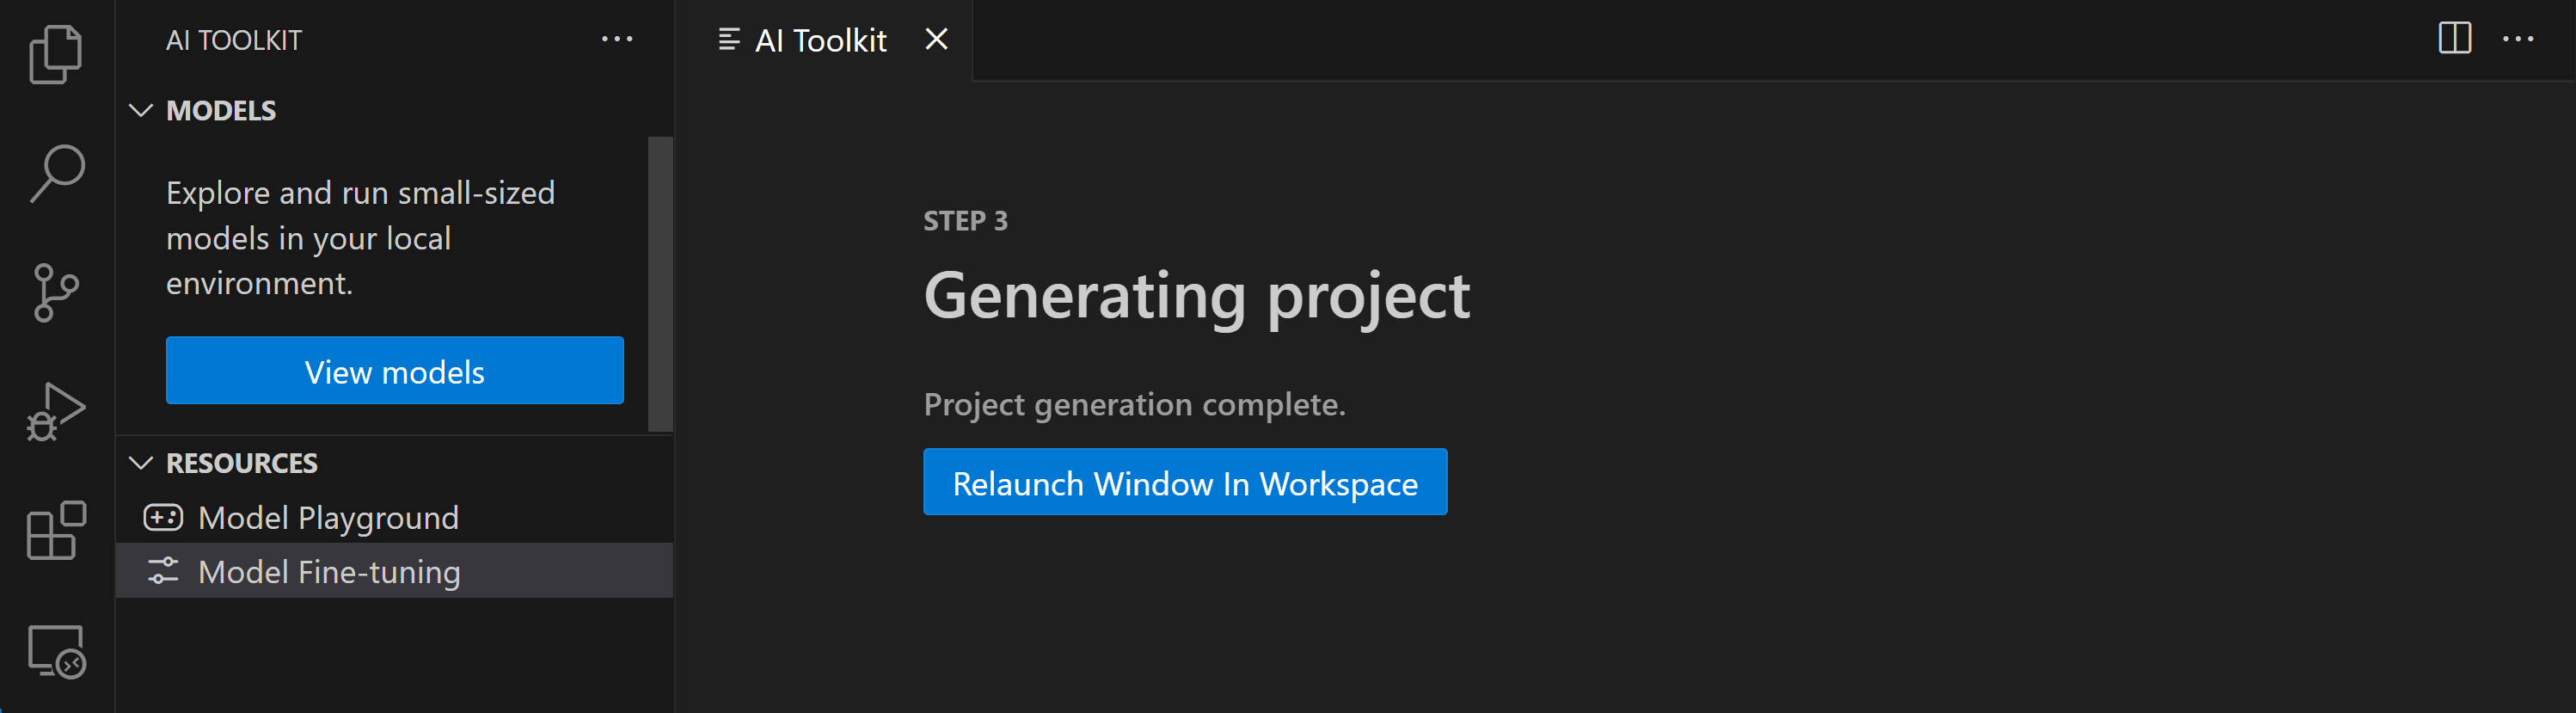 AI TOOLKIT
MODELS
Explore and run small-sized
models in your local
environment.
View models
RESOURCES
Model Playground
Model Fine-tuning
AI Toolkit
STEP 3
Generating project
Project generation complete.
Relaunch Window In Workspace